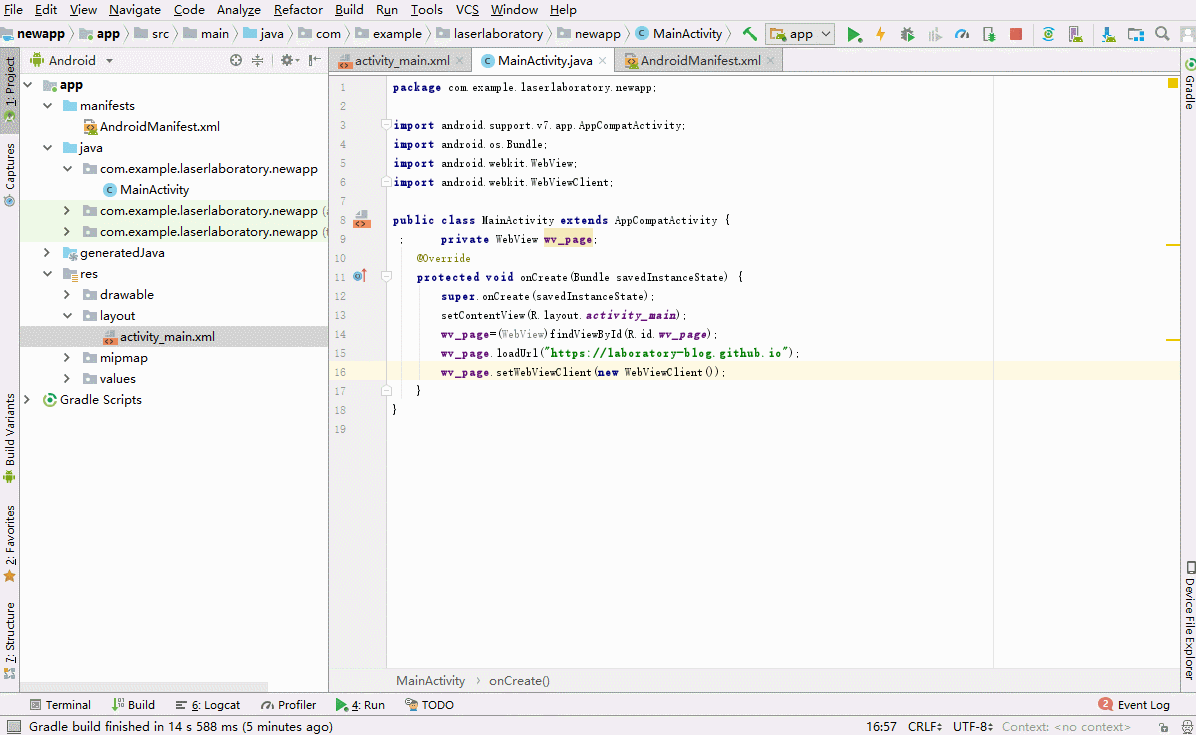 File Edit View Navigate Code Analyze Refactor Build Run Tools VCS Window Help
newapp app src main java com example laserlaboratory newapp MainActivity app
1: Project
Captures
Build Variants
2: Favorites
7: Structure
Android
app
manifests
AndroidManifest.xml
java
com.example.laserlaboratory.newapp
MainActivity
com.example.laserlaboratory.newapp (
com.example.laserlaboratory.newapp (
generatedJava
res
drawable
layout
activity_main.xml
mipmap
values
Gradle Scripts
activity_main.xml MainActivity.java AndroidManifest.xml
1 package com.example.laserlaboratory.newapp;
2
3 import android.support.v7.app.AppCompatActivity;
4 import android.os.Bundle;
5 import android.webkit.WebView;
6 import android.webkit.WebViewClient;
7
8 public class MainActivity extends AppCompatActivity {
9 ; private WebView wv_page;
10 @Override
11 protected void onCreate(Bundle savedInstanceState) {
12 super.onCreate(savedInstanceState);
13 setContentView(R.layout.activity_main);
14 wv_page=(WebView)findViewById(R.id.wv_page);
15 wv_page.loadUrl("https://laboratory-blog.github.io");
16 wv_page.setWebViewClient(new WebViewClient());
17 }
18 }
19
MainActivity onCreate()
Gradle
Device File Explorer
Terminal Build 6: Logcat Profiler 4: Run TODO 2 Event Log
Gradle build finished in 14 s 588 ms (5 minutes ago) 16:57 CRLF UTF-8 Context: <no context>